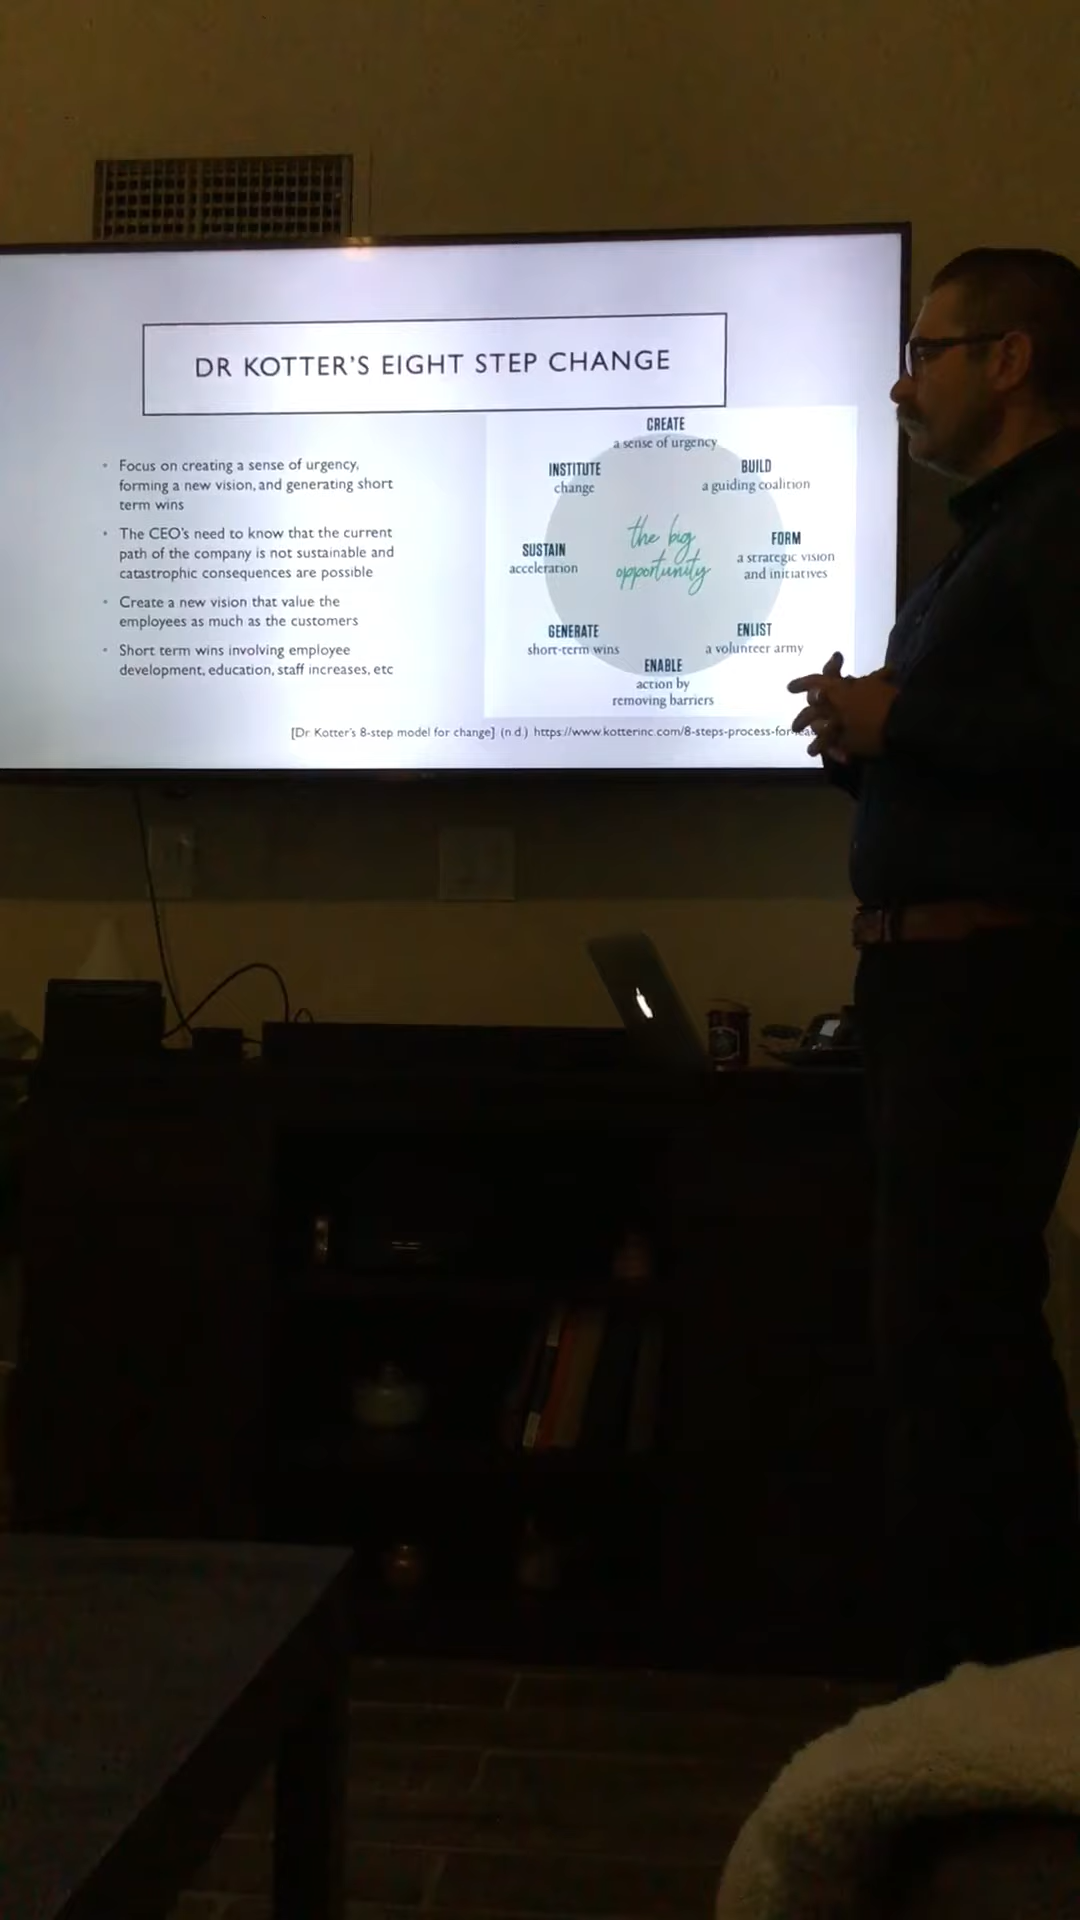 DR KOTTER'S EIGHT STEP CHANGE
• Focus on creating a sense of urgency,
forming a new vision, and generating short
term wins
• The CEO's need to know that the current
path of the company is not sustainable and
catastrophic consequences are possible
• Create a new vision that value the
employees as much as the customers
• Short term wins involving employee
development, education, staff increases, etc
CREATE
a sense of urgency
BUILD
a guiding coalition
FORM
a strategic vision
and initiatives
ENLIST
a volunteer army
ENABLE
action by
removing barriers
GENERATE
short-term wins
SUSTAIN
acceleration
INSTITUTE
change
the big
opportunity
[Dr Kotter's 8-step model for change] (n d ) https://www.kotterinc.com/8-steps-process-for-